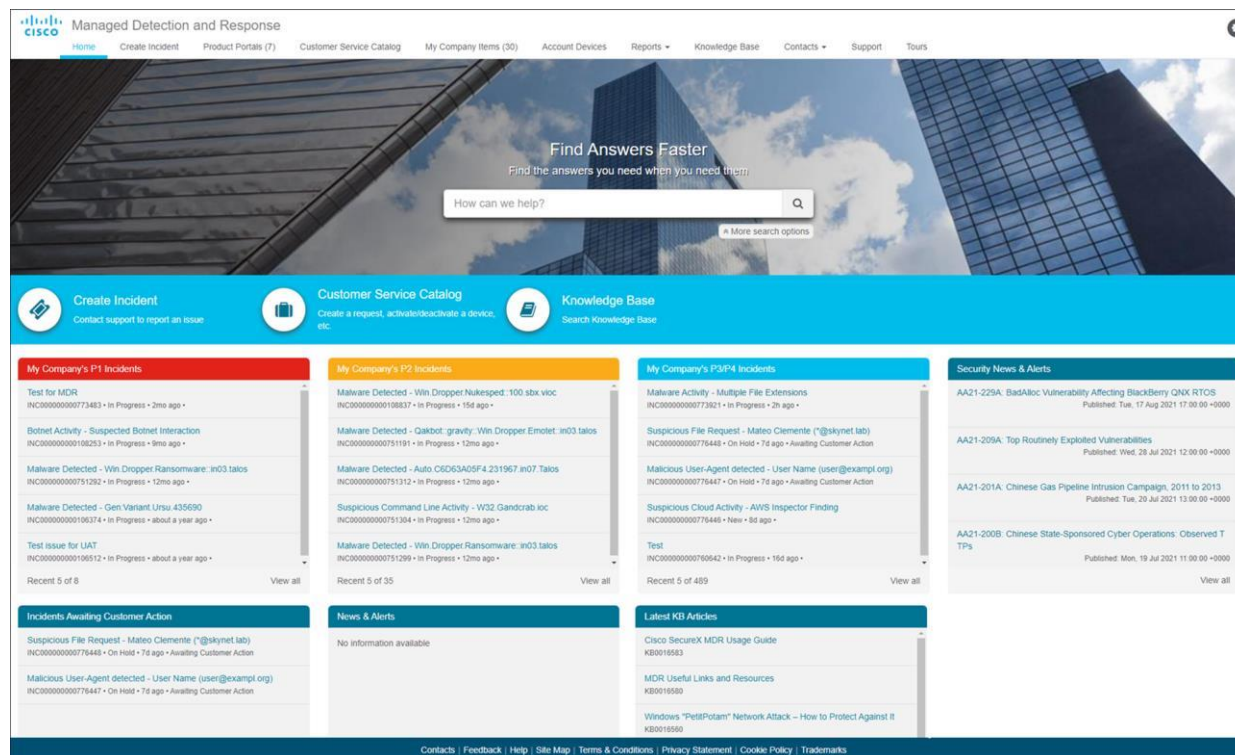 CISCO
Managed Detection and Response
Home Create Incident Product Portals (7) Customer Service Catalog My Company Items (30) Account Devices Reports Knowledge Base Contacts Support Tours
Find Answers Faster
Find the answers you need when you need them
How can we help?
More search options
Create Incident
Contact support to report an issue
Customer Service Catalog
Create a request, activate/deactivate a device,
etc.
Knowledge Base
Search Knowledge Base
My Company's P1 Incidents
Test for MDR
INC000000773483 • In Progress • 2mo ago •
Botnet Activity - Suspected Botnet Interaction
INC000000108253 • In Progress • 9mo ago •
Malware Detected - Win.Dropper.Ransomware::in03.talos
INC000000751292 • In Progress • 12mo ago •
Malware Detected - Gen:Variant.Ursu.435690
INC000000106374 • In Progress • about a year ago •
Test issue for UAT
INC000000106512 • In Progress • about a year ago •
Recent 5 of 8 View all
My Company's P2 Incidents
Malware Detected - Win.Dropper.Nukesped::100.sbx.vioc
INC000000108837 • In Progress • 15d ago •
Malware Detected - Qakbot::gravity::Win.Dropper.Emotet::in03.talos
INC000000751191 • In Progress • 12mo ago •
Malware Detected - Auto.C6D63A05F4.231967.in07.Talos
INC000000751312 • In Progress • 12mo ago •
Suspicious Command Line Activity - W32.Gandcrab.ioc
INC000000751304 • In Progress • 12mo ago •
Malware Detected - Win.Dropper.Ransomware::in03.talos
INC000000751299 • In Progress • 12mo ago •
Recent 5 of 35 View all
My Company's P3/P4 Incidents
Malware Activity - Multiple File Extensions
INC000000773921 • In Progress • 2h ago •
Suspicious File Request - Mateo Clemente (*@skynet.lab)
INC000000776448 • On Hold • 7d ago • Awaiting Customer Action
Malicious User-Agent detected - User Name (user@exampl.org)
INC000000776447 • On Hold • 7d ago • Awaiting Customer Action
Suspicious Cloud Activity - AWS Inspector Finding
INC000000776446 • New • 8d ago •
Test
INC000000760642 • In Progress • 16d ago •
Recent 5 of 489 View all
Security News & Alerts
AA21-229A: BadAlloc Vulnerability Affecting BlackBerry QNX RTOS
Published: Tue, 17 Aug 2021 17:00:00 +0000
AA21-209A: Top Routinely Exploited Vulnerabilities
Published: Wed, 28 Jul 2021 12:00:00 +0000
AA21-201A: Chinese Gas Pipeline Intrusion Campaign, 2011 to 2013
Published: Tue, 20 Jul 2021 13:00:00 +0000
AA21-200B: Chinese State-Sponsored Cyber Operations: Observed T
TPs
Published: Mon, 19 Jul 2021 11:00:00 +0000
View all
Incidents Awaiting Customer Action
Suspicious File Request - Mateo Clemente (*@skynet.lab)
INC000000776448 • On Hold • 7d ago • Awaiting Customer Action
Malicious User-Agent detected - User Name (user@exampl.org)
INC000000776447 • On Hold • 7d ago • Awaiting Customer Action
News & Alerts
No information available
Latest KB Articles
Cisco SecureX MDR Usage Guide
KB0016583
MDR Useful Links and Resources
KB0016580
Windows "PetitPotam" Network Attack – How to Protect Against It
KB0016560
Contacts | Feedback | Help | Site Map | Terms & Conditions | Privacy Statement | Cookie Policy | Trademarks